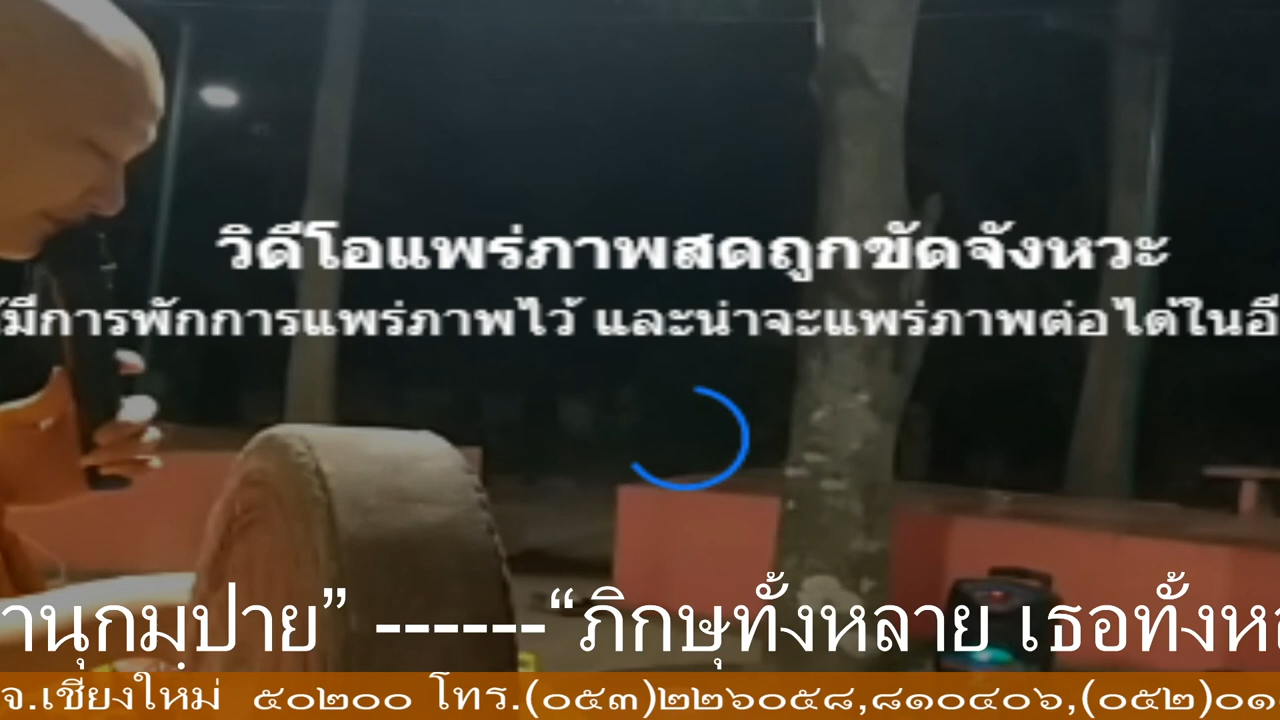 วิดีโอแพร่ภาพสดถูกขัดจังหวะ
มีการพักการแพร่ภาพไว้ และน่าจะแพร่ภาพต่อได้ในอี
านุกมฺปาย” ------ “ภิกษุทั้งหลาย เธอทั้งหล
จ.เชียงใหม่ ๕๐๒๐๐ โทร.(๐๕๓)๒๒๖๐๕๘,๘๑๐๔๐๖,(๐๕๒)๐๑